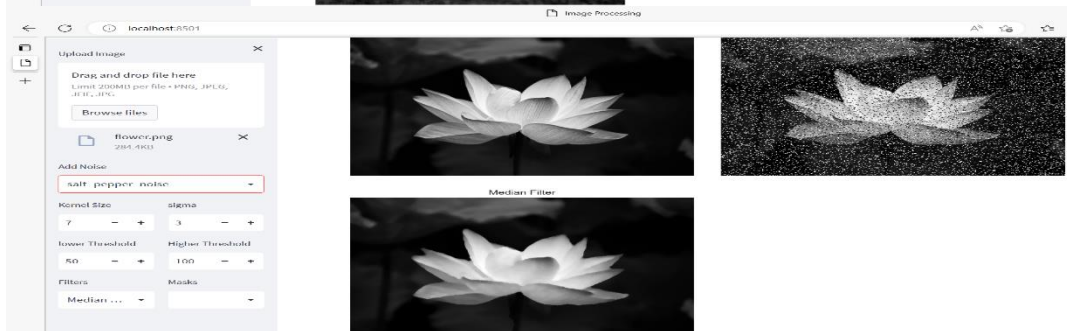 Image Processing
localhost:8501
Upload Image
Drag and drop file here
Limit 200MB per file • PNG, JPEG, JFIF, JPG
Browse files
flower.png
284.4KB
Add Noise
salt_pepper_noise
Kernel Size
sigma
7
3
lower Threshold
Higher Threshold
50
100
Filters
Masks
Median ...
Median Filter